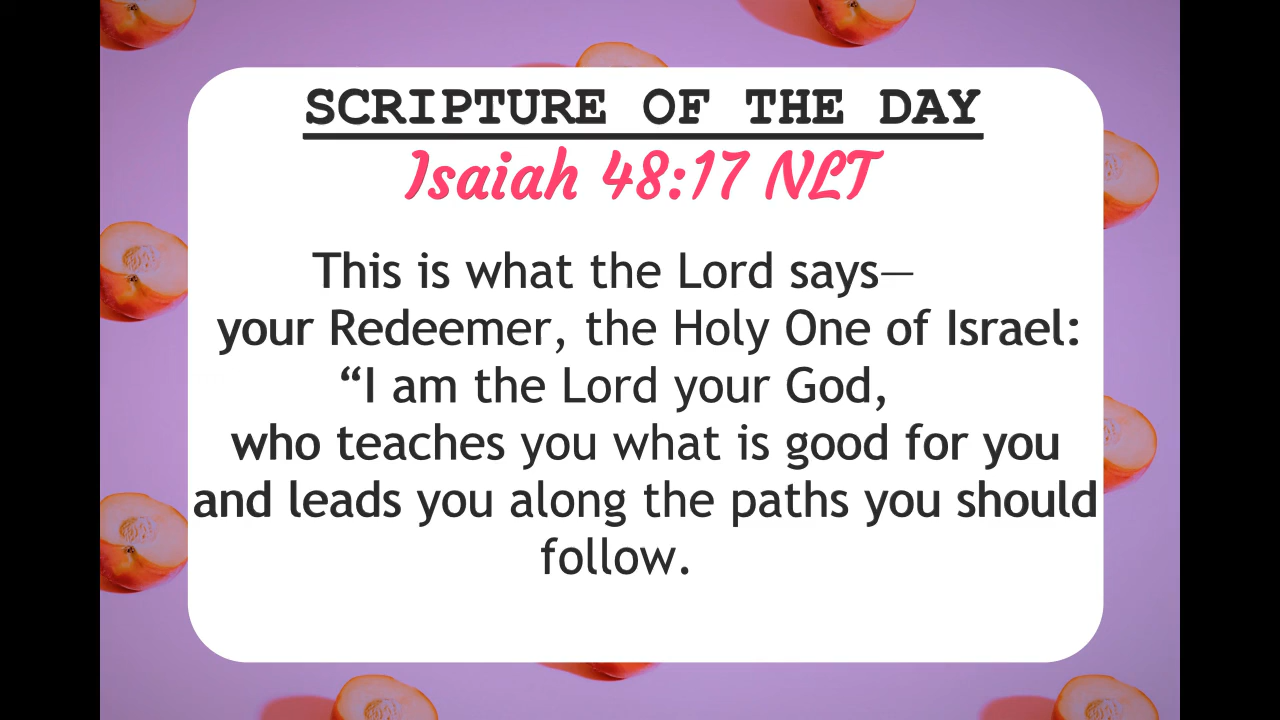 SCRIPTURE OF THE DAY
Isaiah 48:17 NLT
This is what the Lord says—
your Redeemer, the Holy One of Israel:
“I am the Lord your God,
who teaches you what is good for you
and leads you along the paths you should
follow.